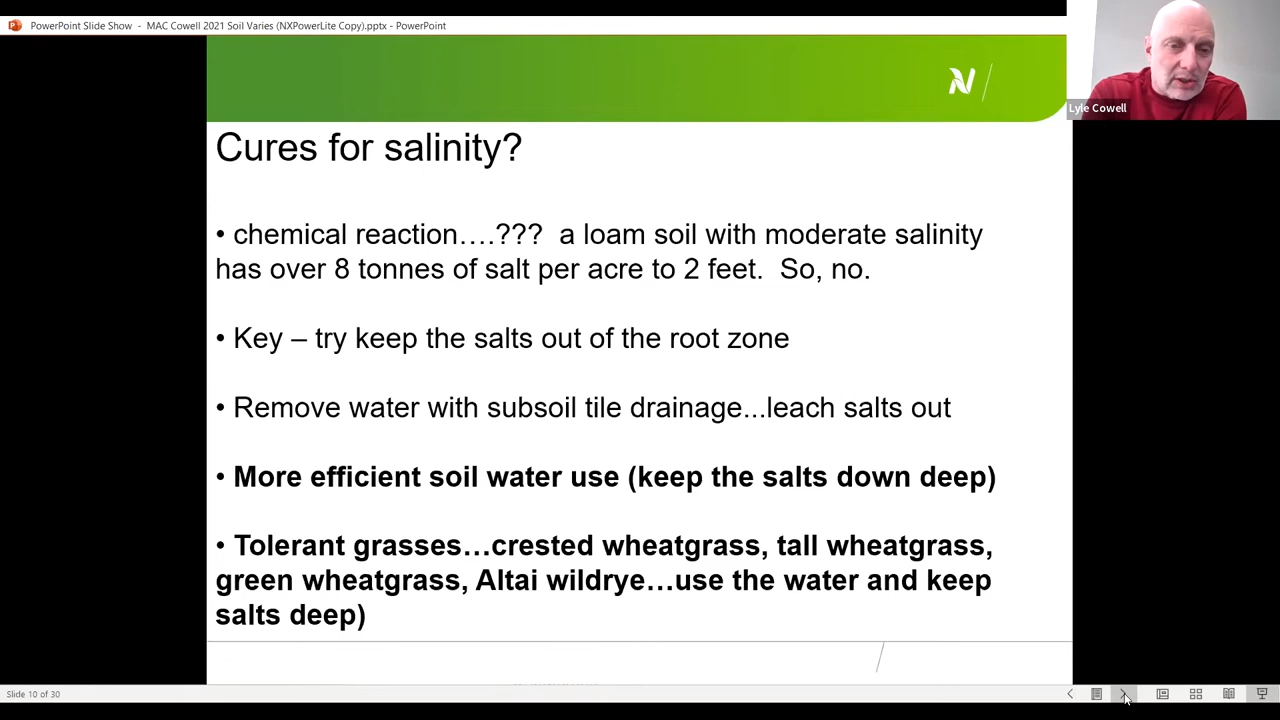 PowerPoint Slide Show - MAC Cowell 2021 Soil Varies (NXPowerLite Copy).pptx - PowerPoint
Lyle Cowell
Cures for salinity?
• chemical reaction....??? a loam soil with moderate salinity
has over 8 tonnes of salt per acre to 2 feet. So, no.
• Key – try keep the salts out of the root zone
• Remove water with subsoil tile drainage...leach salts out
• More efficient soil water use (keep the salts down deep)
• Tolerant grasses…crested wheatgrass, tall wheatgrass,
green wheatgrass, Altai wildrye…use the water and keep
salts deep)
Slide 10 of 30